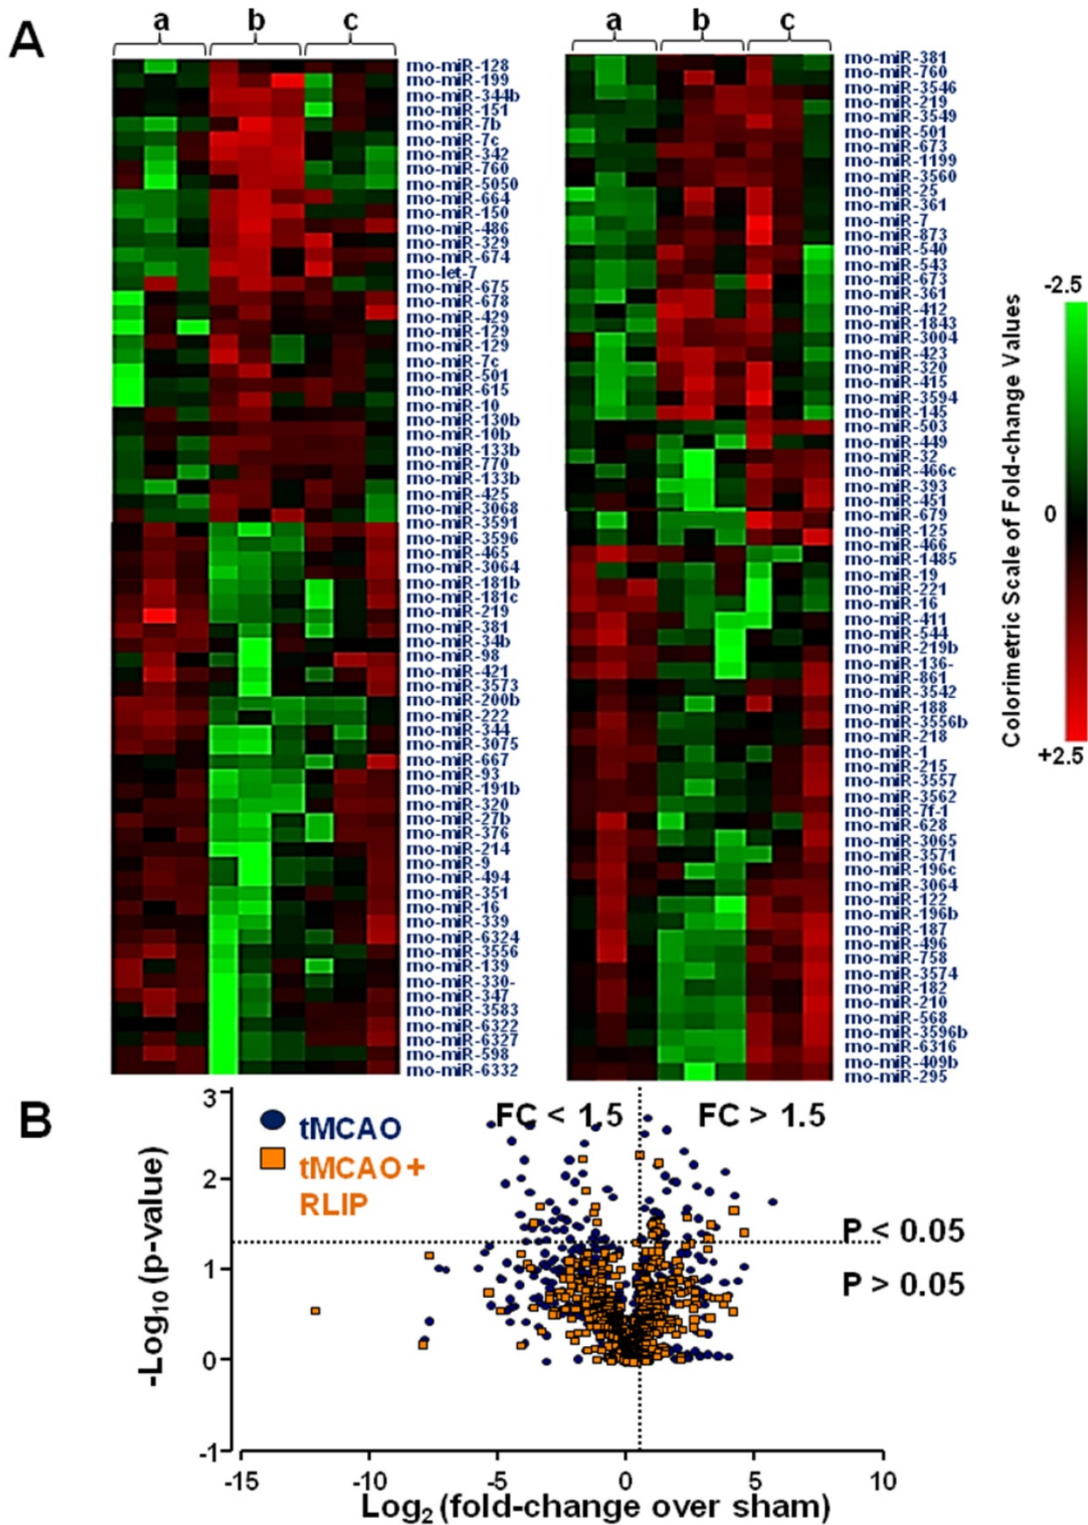 A
a b c
rno-miR-128
rno-miR-199
rno-miR-344b
rno-miR-151
rno-miR-7b
rno-miR-7c
rno-miR-342
rno-miR-760
rno-miR-5050
rno-miR-664
rno-miR-150
rno-miR-486
rno-miR-329
rno-miR-674
rno-let-7
rno-miR-675
rno-miR-678
rno-miR-429
rno-miR-129
rno-miR-129
rno-miR-7c
rno-miR-501
rno-miR-615
rno-miR-10
rno-miR-130b
rno-miR-10b
rno-miR-133b
rno-miR-770
rno-miR-133b
rno-miR-425
rno-miR-3068
rno-miR-3591
rno-miR-3596
rno-miR-465
rno-miR-3064
rno-miR-181b
rno-miR-181c
rno-miR-219
rno-miR-381
rno-miR-34b
rno-miR-98
rno-miR-421
rno-miR-3573
rno-miR-200b
rno-miR-222
rno-miR-344
rno-miR-3075
rno-miR-667
rno-miR-93
rno-miR-191b
rno-miR-320
rno-miR-27b
rno-miR-376
rno-miR-214
rno-miR-9
rno-miR-494
rno-miR-351
rno-miR-16
rno-miR-339
rno-miR-6324
rno-miR-3556
rno-miR-139
rno-miR-330-
rno-miR-347
rno-miR-3583
rno-miR-6322
rno-miR-6327
rno-miR-598
rno-miR-6332
a b c
rno-miR-381
rno-miR-760
rno-miR-3546
rno-miR-219
rno-miR-3549
rno-miR-501
rno-miR-673
rno-miR-1199
rno-miR-3560
rno-miR-25
rno-miR-361
rno-miR-7
rno-miR-873
rno-miR-540
rno-miR-543
rno-miR-673
rno-miR-361
rno-miR-412
rno-miR-1843
rno-miR-3004
rno-miR-423
rno-miR-320
rno-miR-415
rno-miR-3594
rno-miR-145
rno-miR-503
rno-miR-449
rno-miR-32
rno-miR-466c
rno-miR-393
rno-miR-451
rno-miR-679
rno-miR-125
rno-miR-466
rno-miR-1485
rno-miR-19
rno-miR-221
rno-miR-16
rno-miR-411
rno-miR-544
rno-miR-219b
rno-miR-136-
rno-miR-861
rno-miR-3542
rno-miR-188
rno-miR-3556b
rno-miR-218
rno-miR-1
rno-miR-215
rno-miR-3557
rno-miR-3562
rno-miR-7f-1
rno-miR-628
rno-miR-3065
rno-miR-3571
rno-miR-196c
rno-miR-3064
rno-miR-122
rno-miR-196b
rno-miR-187
rno-miR-496
rno-miR-758
rno-miR-3574
rno-miR-182
rno-miR-210
rno-miR-568
rno-miR-3596b
rno-miR-6316
rno-miR-409b
rno-miR-295
Colorimetric Scale of Fold-change Values
-2.5
0
+2.5
B
tMCAO
tMCAO+
RLIP
FC < 1.5
FC > 1.5
P < 0.05
P > 0.05
-Log10 (p-value)
3
2
1
0
-1
-15 -10 -5 0 5 10
Log2 (fold-change over sham)